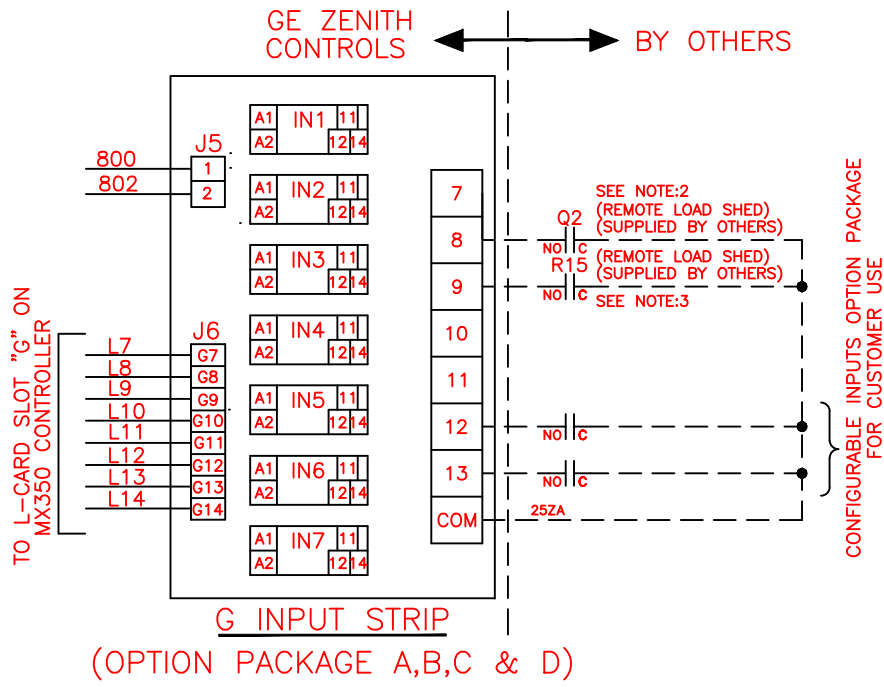 GE ZENITH
CONTROLS
BY OTHERS
J5
800
1
802
2
A1 IN1 11
A2 12 14
A1 IN2 11
A2 12 14
A1 IN3 11
A2 12 14
A1 IN4 11
A2 12 14
A1 IN5 11
A2 12 14
A1 IN6 11
A2 12 14
A1 IN7 11
A2 12 14
TO L-CARD SLOT "G" ON
MX350 CONTROLLER
J6
L7 G7
L8 G8
L9 G9
L10 G10
L11 G11
L12 G12
L13 G13
L14 G14
7
8
9
10
11
12
13
COM
SEE NOTE:2
(REMOTE LOAD SHED)
(SUPPLIED BY OTHERS)
Q2
NO C
R15
(REMOTE LOAD SHED)
(SUPPLIED BY OTHERS)
NO C
SEE NOTE:3
NO C
NO C
25ZA
CONFIGURABLE INPUTS OPTION PACKAGE
FOR CUSTOMER USE
G INPUT STRIP
(OPTION PACKAGE A,B,C & D)